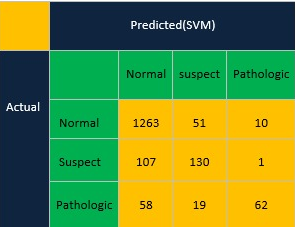 Predicted(SVM)
Normal suspect Pathologic
Actual
Normal 1263 51 10
Suspect 107 130 1
Pathologic 58 19 62